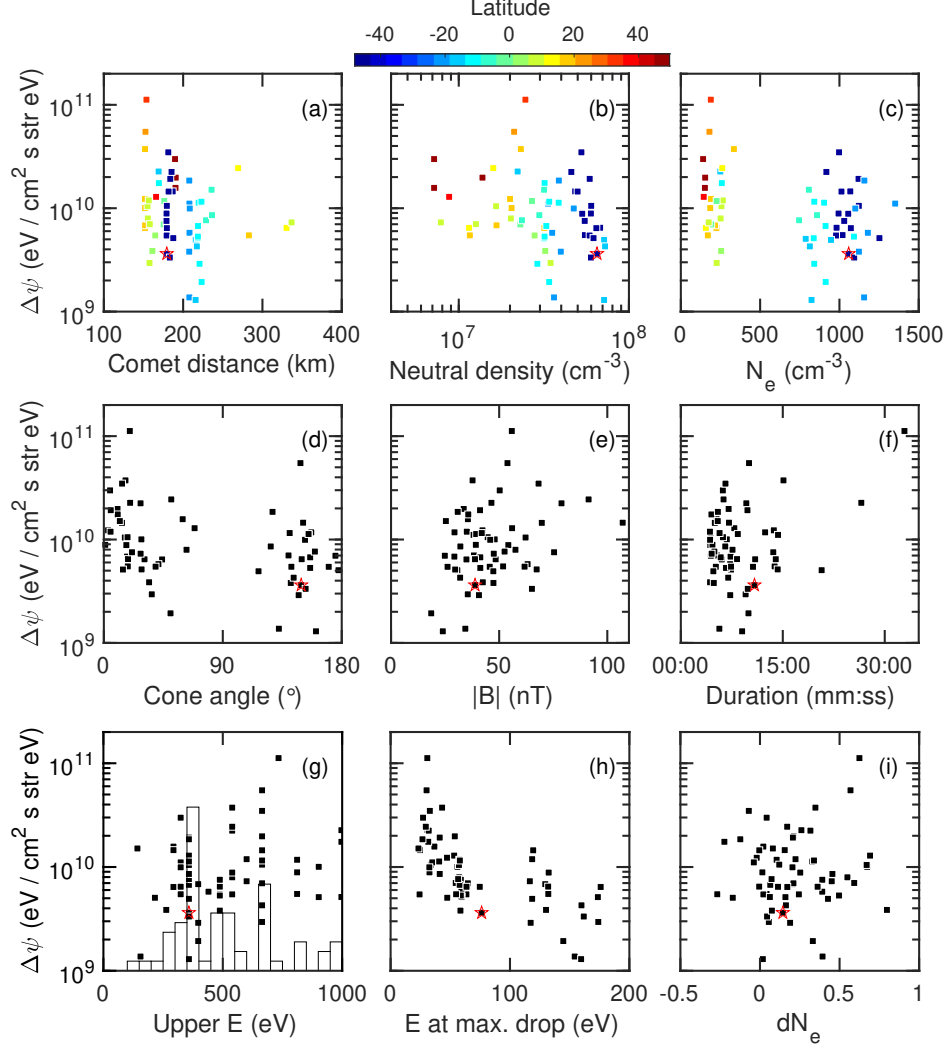 Latitude
-40 -20 0 20 40
Δψ (eV / cm² s str eV)
10¹¹
10¹⁰
10⁹
(a)
100 200 300 400
Comet distance (km)
(b)
10⁷ 10⁸
Neutral density (cm⁻³)
(c)
0 500 1000 1500
Nₑ (cm⁻³)
Δψ (eV / cm² s str eV)
10¹¹
10¹⁰
10⁹
(d)
0 90 180
Cone angle (°)
(e)
0 50 100
|B| (nT)
(f)
00:00 15:00 30:00
Duration (mm:ss)
Δψ (eV / cm² s str eV)
10¹¹
10¹⁰
10⁹
(g)
0 500 1000
Upper E (eV)
(h)
0 100 200
E at max. drop (eV)
(i)
-0.5 0 0.5 1
dNₑ